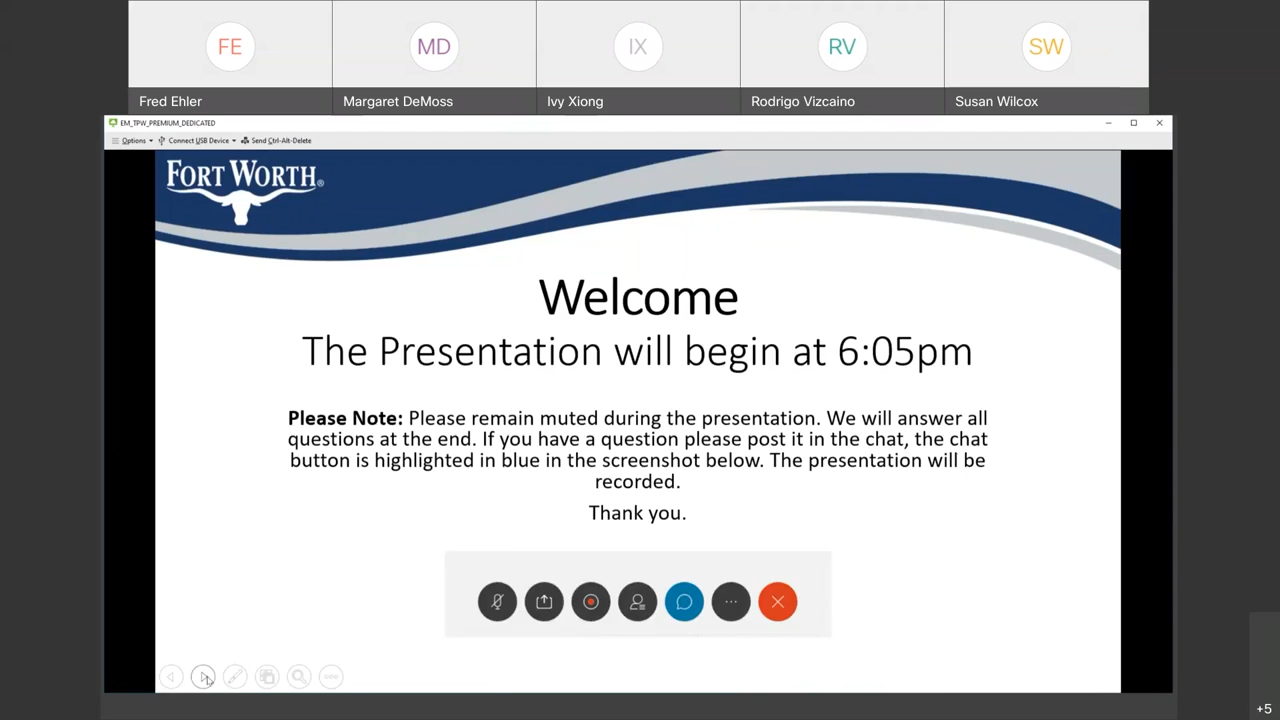 FE
MD
IX
RV
SW
Fred Ehler
Margaret DeMoss
Ivy Xiong
Rodrigo Vizcaino
Susan Wilcox
EM_TPW_PREMIUM_DEDICATED
Options
Connect USB Device
Send Ctrl-Alt-Delete
FORT WORTH®
Welcome
The Presentation will begin at 6:05pm
Please Note: Please remain muted during the presentation. We will answer all
questions at the end. If you have a question please post it in the chat, the chat
button is highlighted in blue in the screenshot below. The presentation will be
recorded.
Thank you.
+5